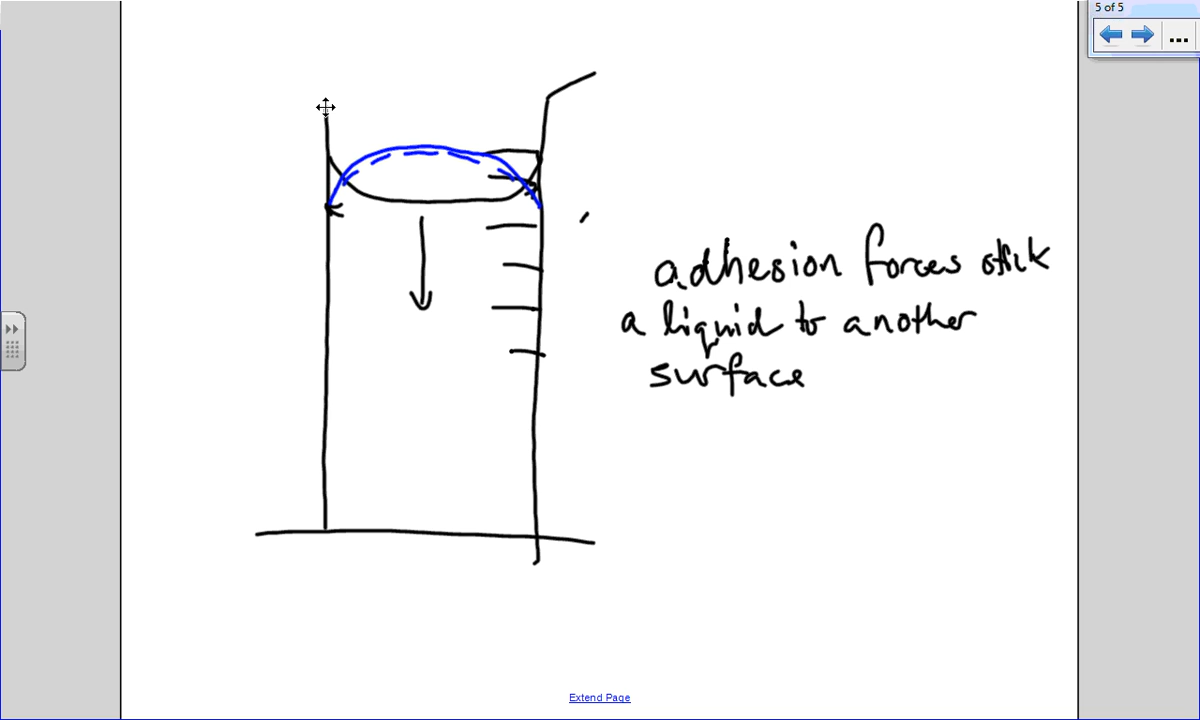 5 of 5
adhesion forces stick
a liquid to another
surface
Extend Page